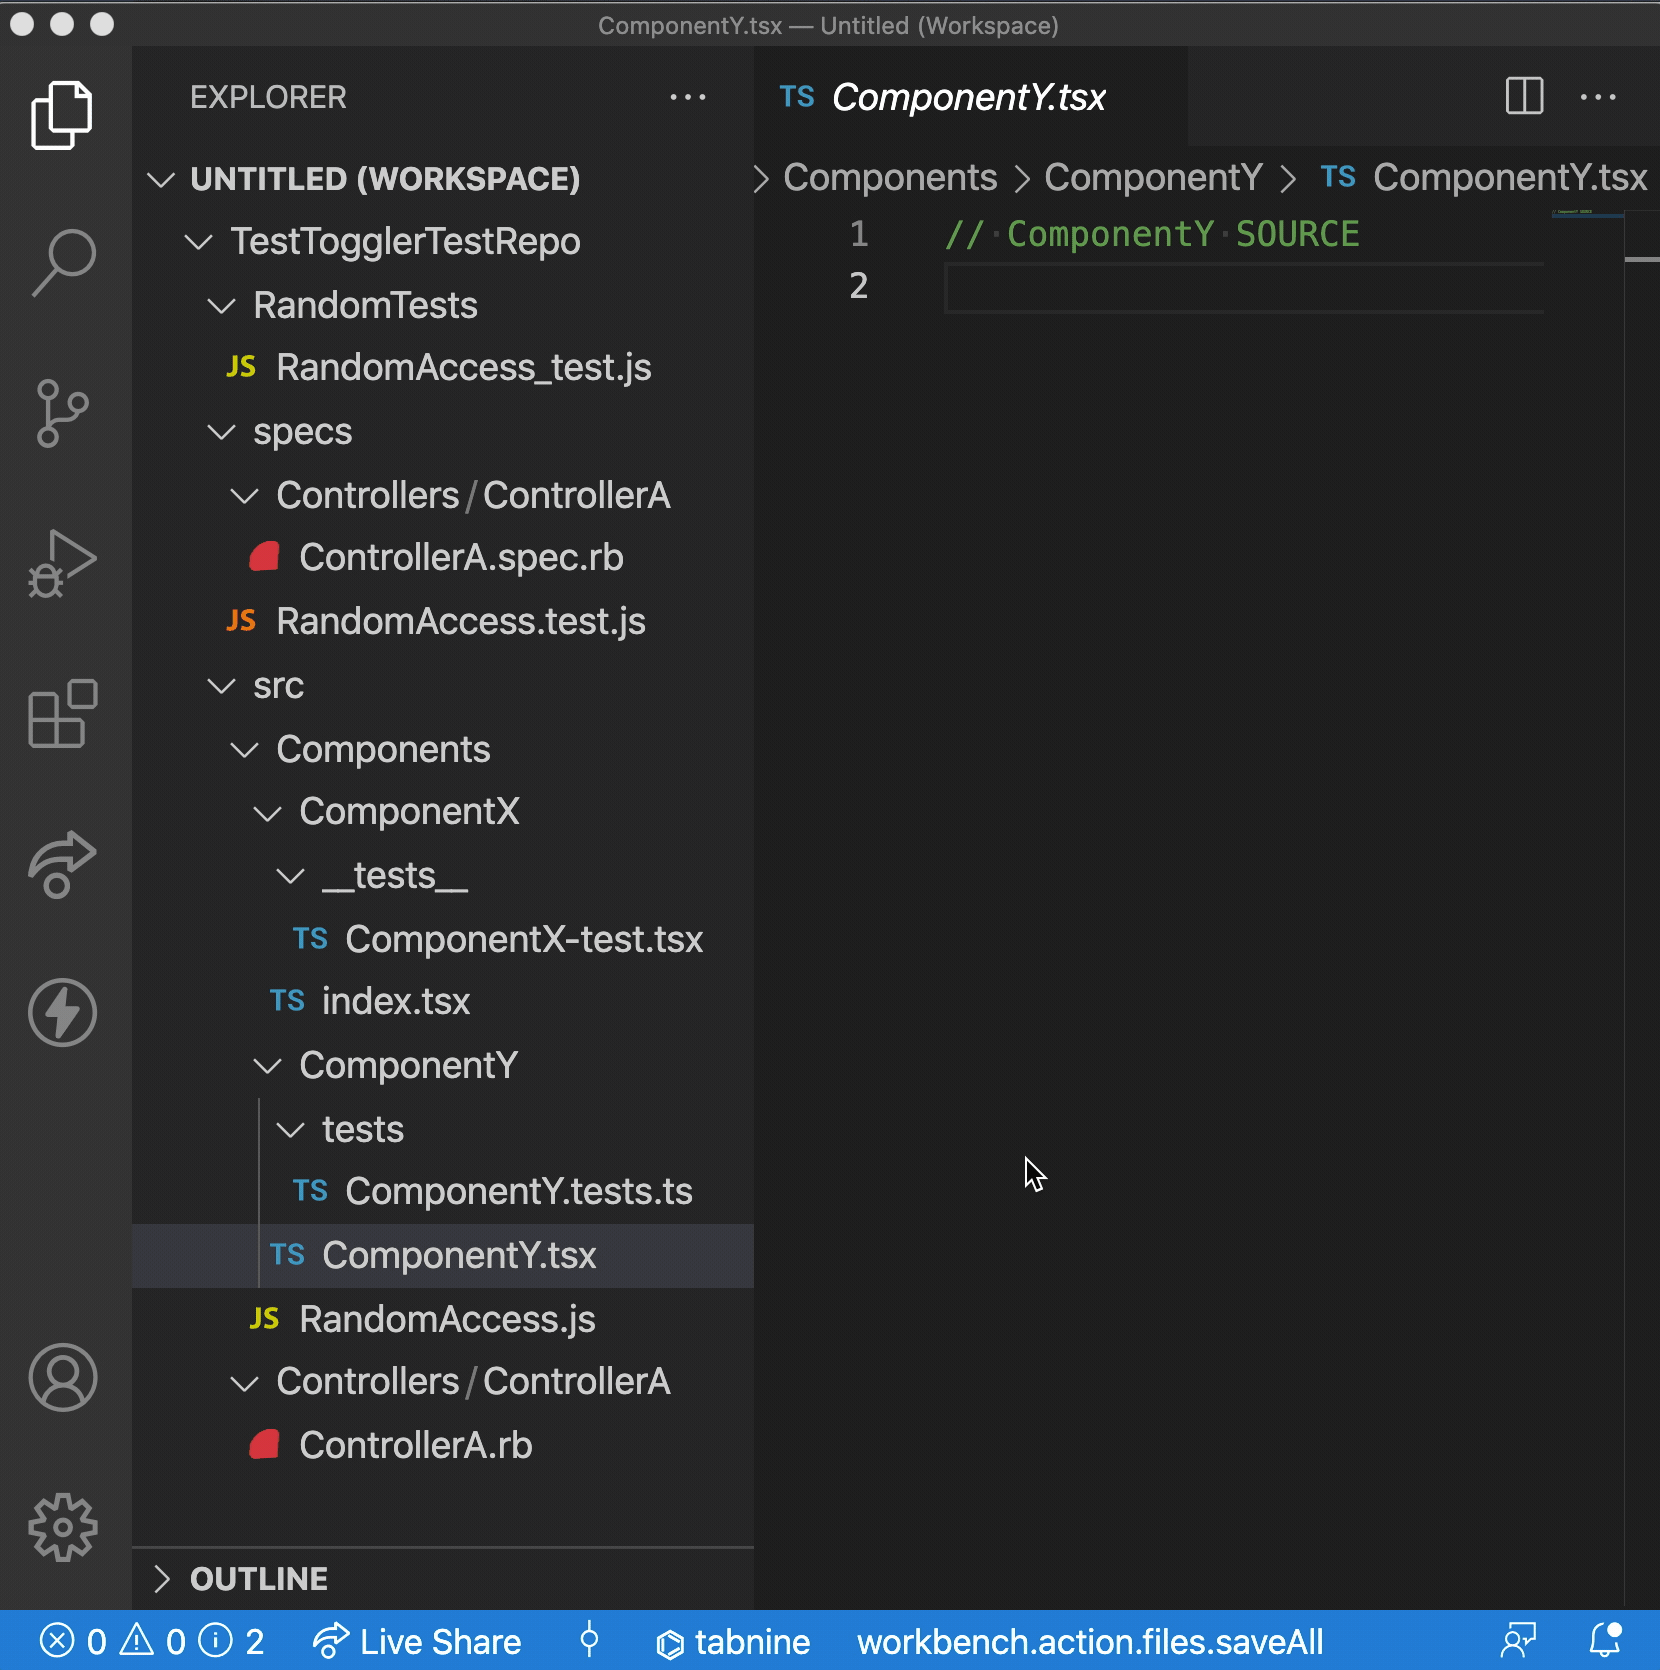 ComponentY.tsx — Untitled (Workspace)
EXPLORER
UNTITLED (WORKSPACE)
TestTogglerTestRepo
RandomTests
JS RandomAccess_test.js
specs
Controllers / ControllerA
ControllerA.spec.rb
JS RandomAccess.test.js
src
Components
ComponentX
__tests__
TS ComponentX-test.tsx
TS index.tsx
ComponentY
tests
TS ComponentY.tests.ts
TS ComponentY.tsx
JS RandomAccess.js
Controllers / ControllerA
ControllerA.rb
OUTLINE
TS ComponentY.tsx
Components > ComponentY > TS ComponentY.tsx
1 // ComponentY SOURCE
2
0 0 2 Live Share tabnine workbench.action.files.saveAll